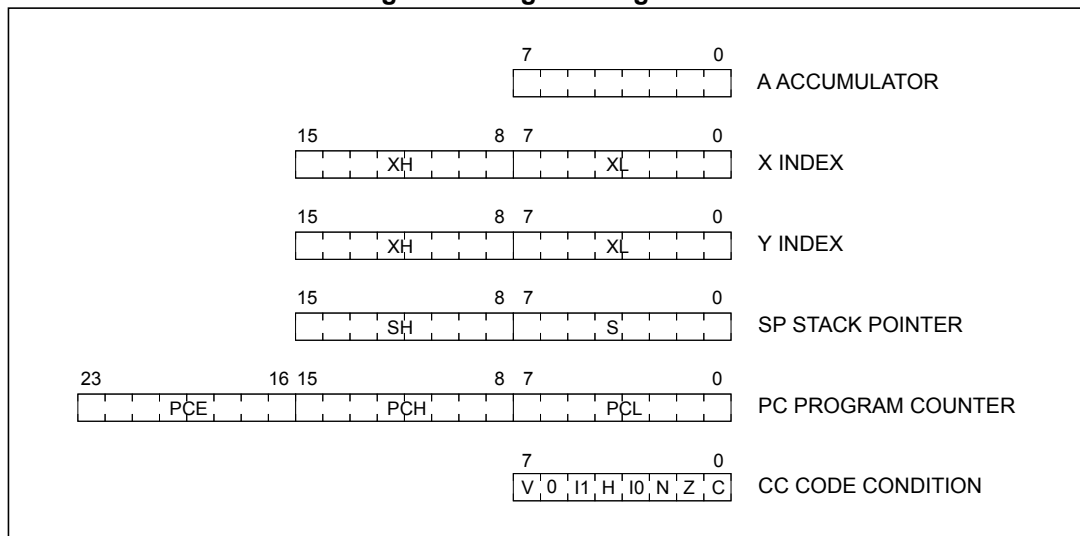 7 0
A ACCUMULATOR
15 8 7 0
XH XL X INDEX
15 8 7 0
XH XL Y INDEX
15 8 7 0
SH S SP STACK POINTER
23 16 15 8 7 0
PCE PCH PCL PC PROGRAM COUNTER
7 0
V 0 I1 H I0 N Z C CC CODE CONDITION